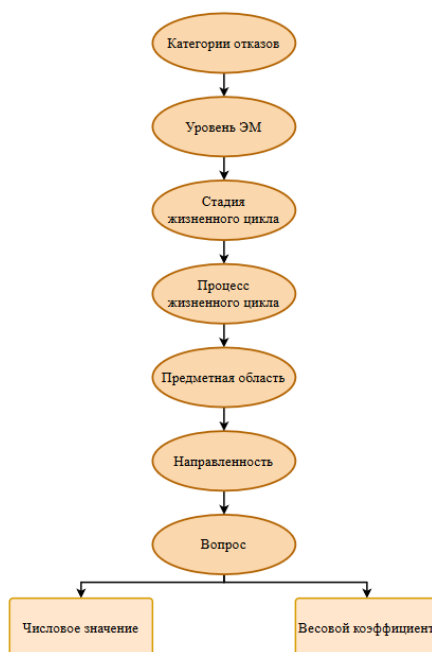 Категории отказов
Уровень ЭМ
Стадия
жизненного цикла
Процесс
жизненного цикла
Предметная область
Направленность
Вопрос
Числовое значение
Весовой коэффициент